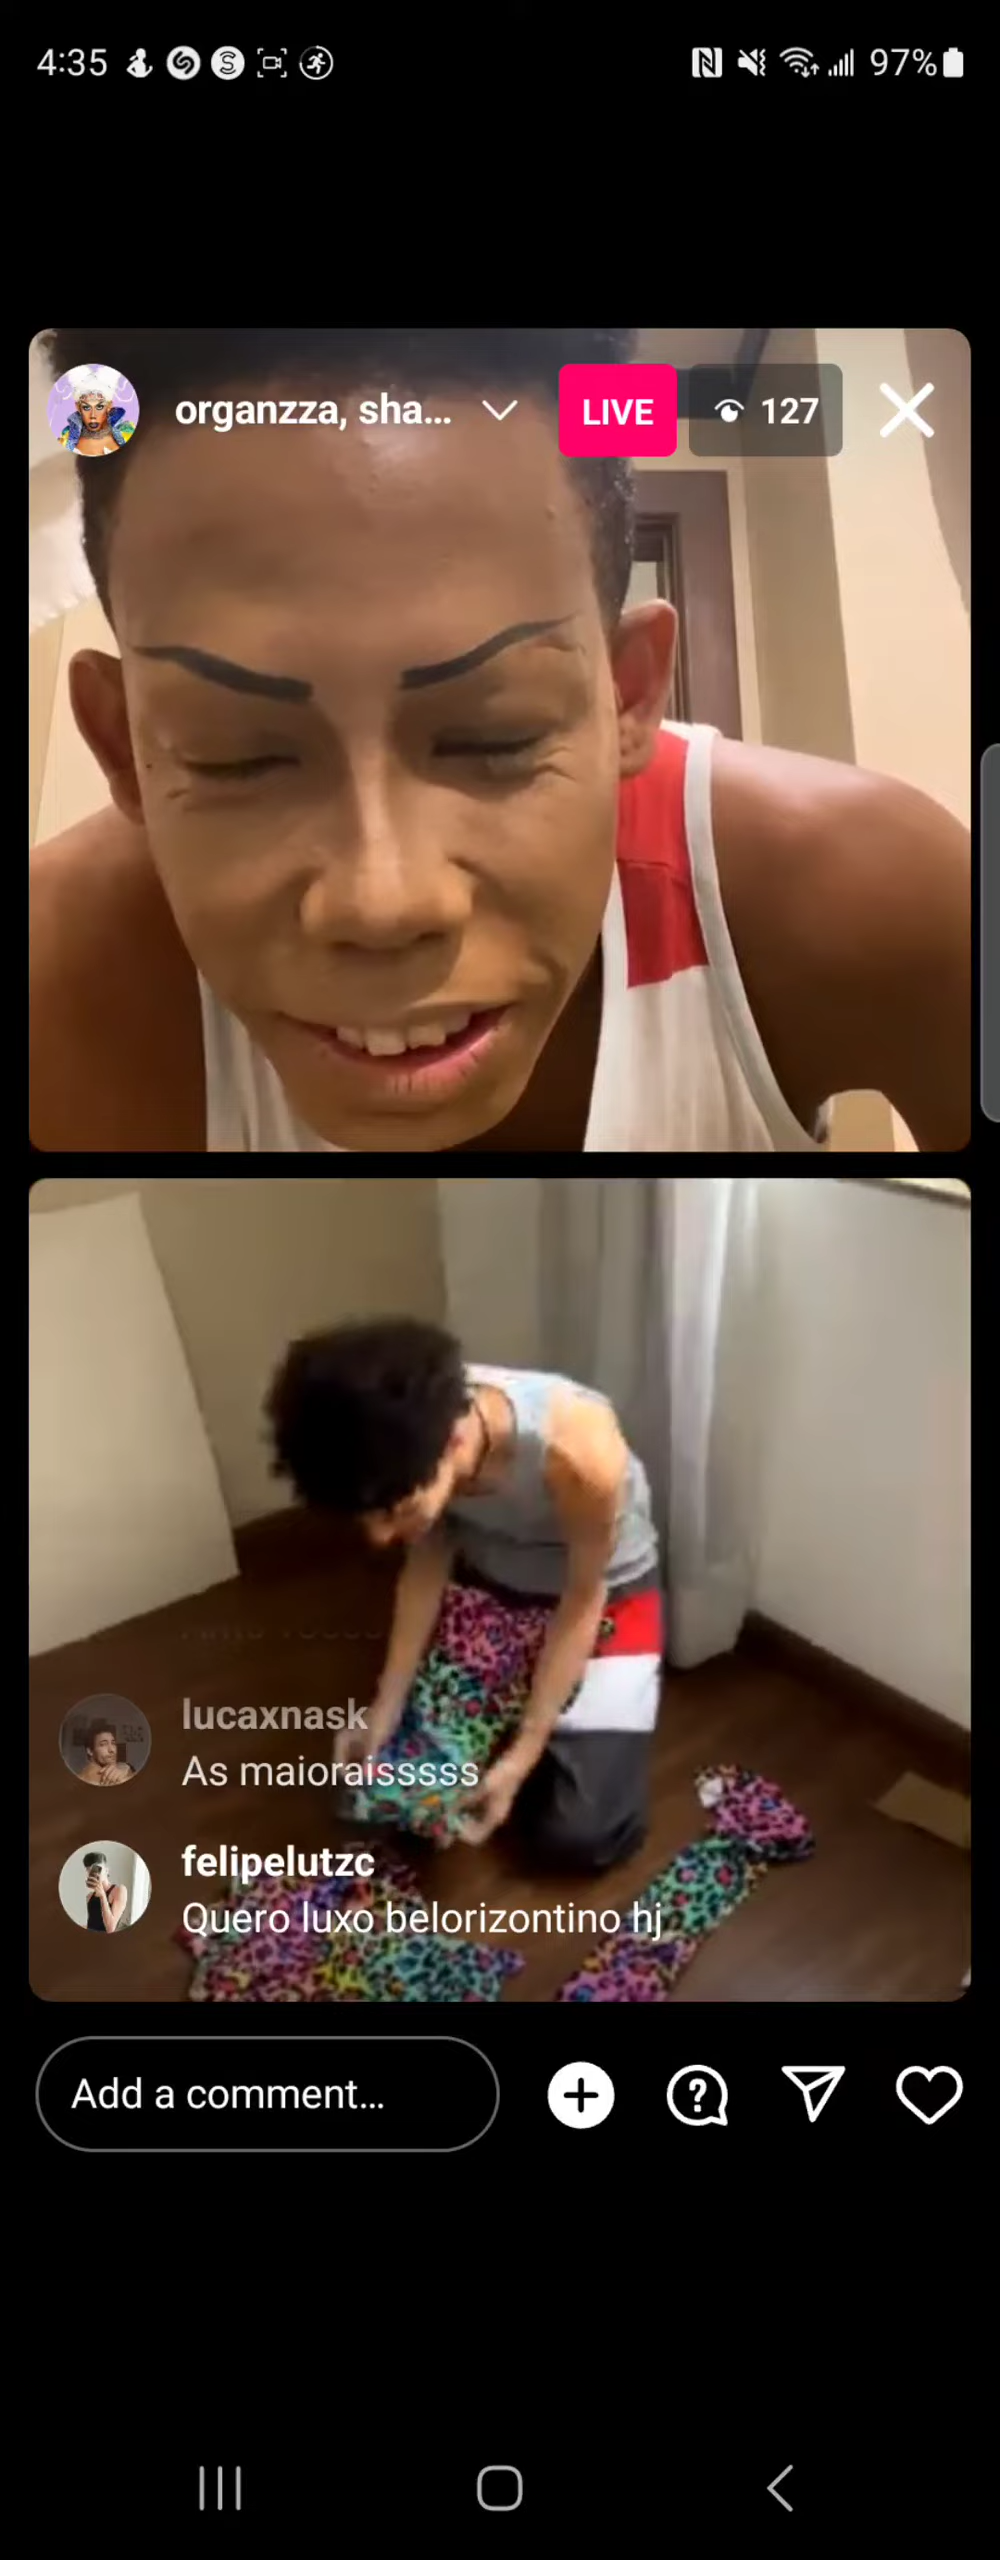 4:35
97%
organzza, sha...
LIVE
127
lucaxnask
As maioraisssss
felipelutzc
Quero luxo belorizontino hj
Add a comment...